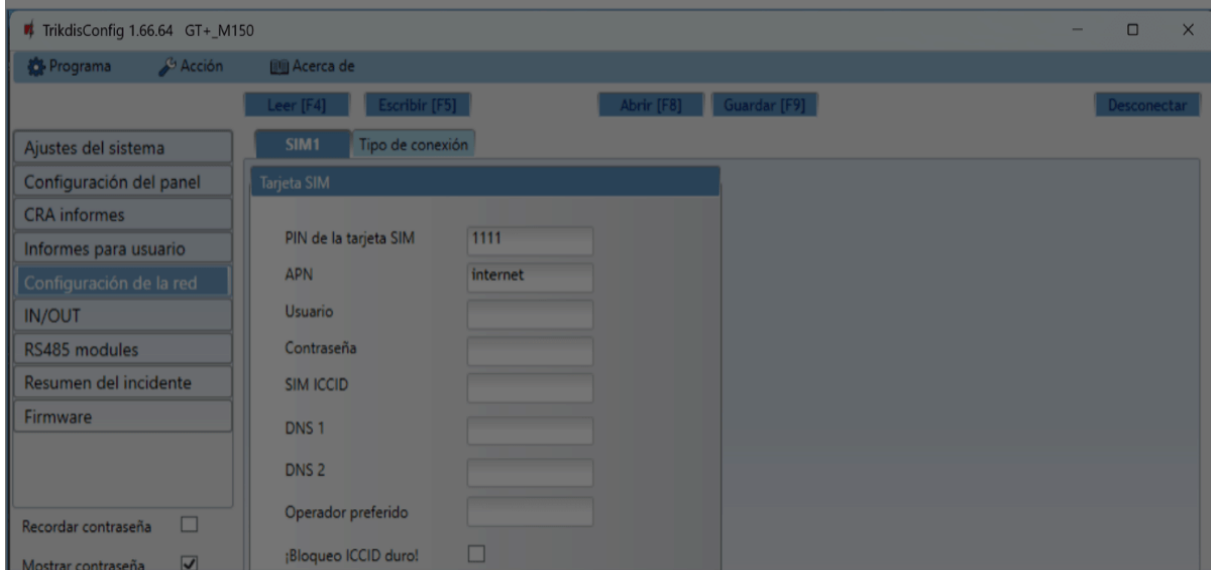 TrikdisConfig 1.66.64 GT+_M150
Programa Acción Acerca de
Leer [F4] Escribir [F5] Abrir [F8] Guardar [F9] Desconectar
Ajustes del sistema
Configuración del panel
CRA informes
Informes para usuario
Configuración de la red
IN/OUT
RS485 modules
Resumen del incidente
Firmware
Recordar contraseña
Mostrar contraseña
SIM1 Tipo de conexión
Tarjeta SIM
PIN de la tarjeta SIM 1111
APN internet
Usuario
Contraseña
SIM ICCID
DNS 1
DNS 2
Operador preferido
¡Bloqueo ICCID duro!